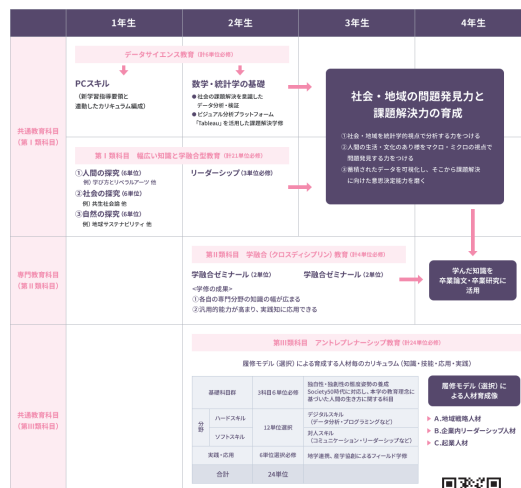 1年生
2年生
3年生
4年生
共通教育科目
(第Ⅰ類科目)
データサイエンス教育 (計6単位必修)
PCスキル
(新学習指導要領と
連動したカリキュラム編成)
数学・統計学の基礎
●社会の課題解決を意識した
データ分析・検証
●ビジュアル分析プラットフォーム
「Tableau」を活用した課題解決学修
社会・地域の問題発見力と
課題解決力の育成
①社会・地域を統計学的視点で分析する力をつける
②人間の生活・文化のあり様をマクロ・ミクロの視点で
問題発見する力をつける
③蓄積されたデータを可視化し、そこから課題解決
に向けた意思決定能力を磨く
第Ⅰ類科目 幅広い知識と学融合型教育 (計21単位必修)
①人間の探究 (6単位)
例) 学び方とリベラルアーツ 他
②社会の探究 (6単位)
例) 共生社会論 他
③自然の探究 (6単位)
例) 地域サステナビリティ 他
リーダーシップ (3単位必修)
専門教育科目
(第Ⅱ類科目)
第Ⅱ類科目 学融合 (クロスディシプリン) 教育 (計4単位必修)
学融合ゼミナール (2単位)
学融合ゼミナール (2単位)
<学修の成果>
①各自の専門分野の知識の幅が広まる
②汎用的能力が高まり、実践知に応用できる
学んだ知識を
卒業論文・卒業研究に
活用
共通教育科目
(第Ⅲ類科目)
第Ⅲ類科目 アントレプレナーシップ教育 (計24単位必修)
履修モデル (選択) による育成する人材毎のカリキュラム (知識・技能・応用・実践)
基礎科目群
3科目6単位必修
独自性・独創性の態度姿勢の養成
Society5.0時代に対応し、本学の教育理念に
基づいた人間の生き方に関する科目
分野
ハードスキル
12単位選択
デジタルスキル
(データ分析・プログラミングなど)
ソフトスキル
対人スキル
(コミュニケーション・リーダーシップなど)
実践・応用
6単位選択必修
地学連携、産学協創によるフィールド学修
合計
24単位
履修モデル (選択) に
よる人材育成像
A.地域戦略人材
B.企業内リーダーシップ人材
C.起業人材